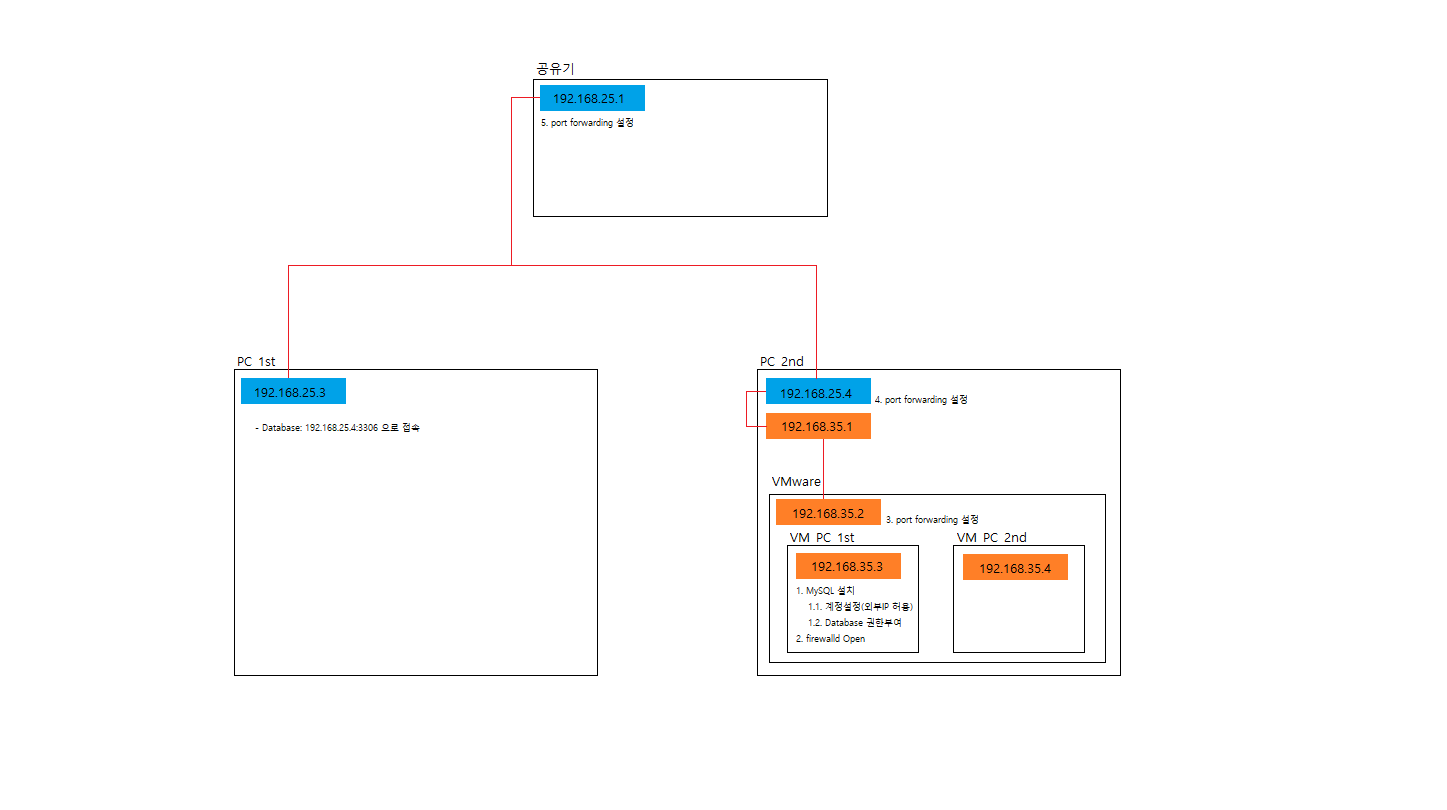 공유기
192.168.25.1
5. port forwarding 설정
PC 1st
192.168.25.3
- Database: 192.168.25.4:3306 으로 접속
PC 2nd
192.168.25.4
4. port forwarding 설정
192.168.35.1
VMware
192.168.35.2
3. port forwarding 설정
VM PC 1st
192.168.35.3
1. MySQL 설치
1.1. 계정설정(외부IP 허용)
1.2. Database 권한부여
2. firewalld Open
VM PC 2nd
192.168.35.4